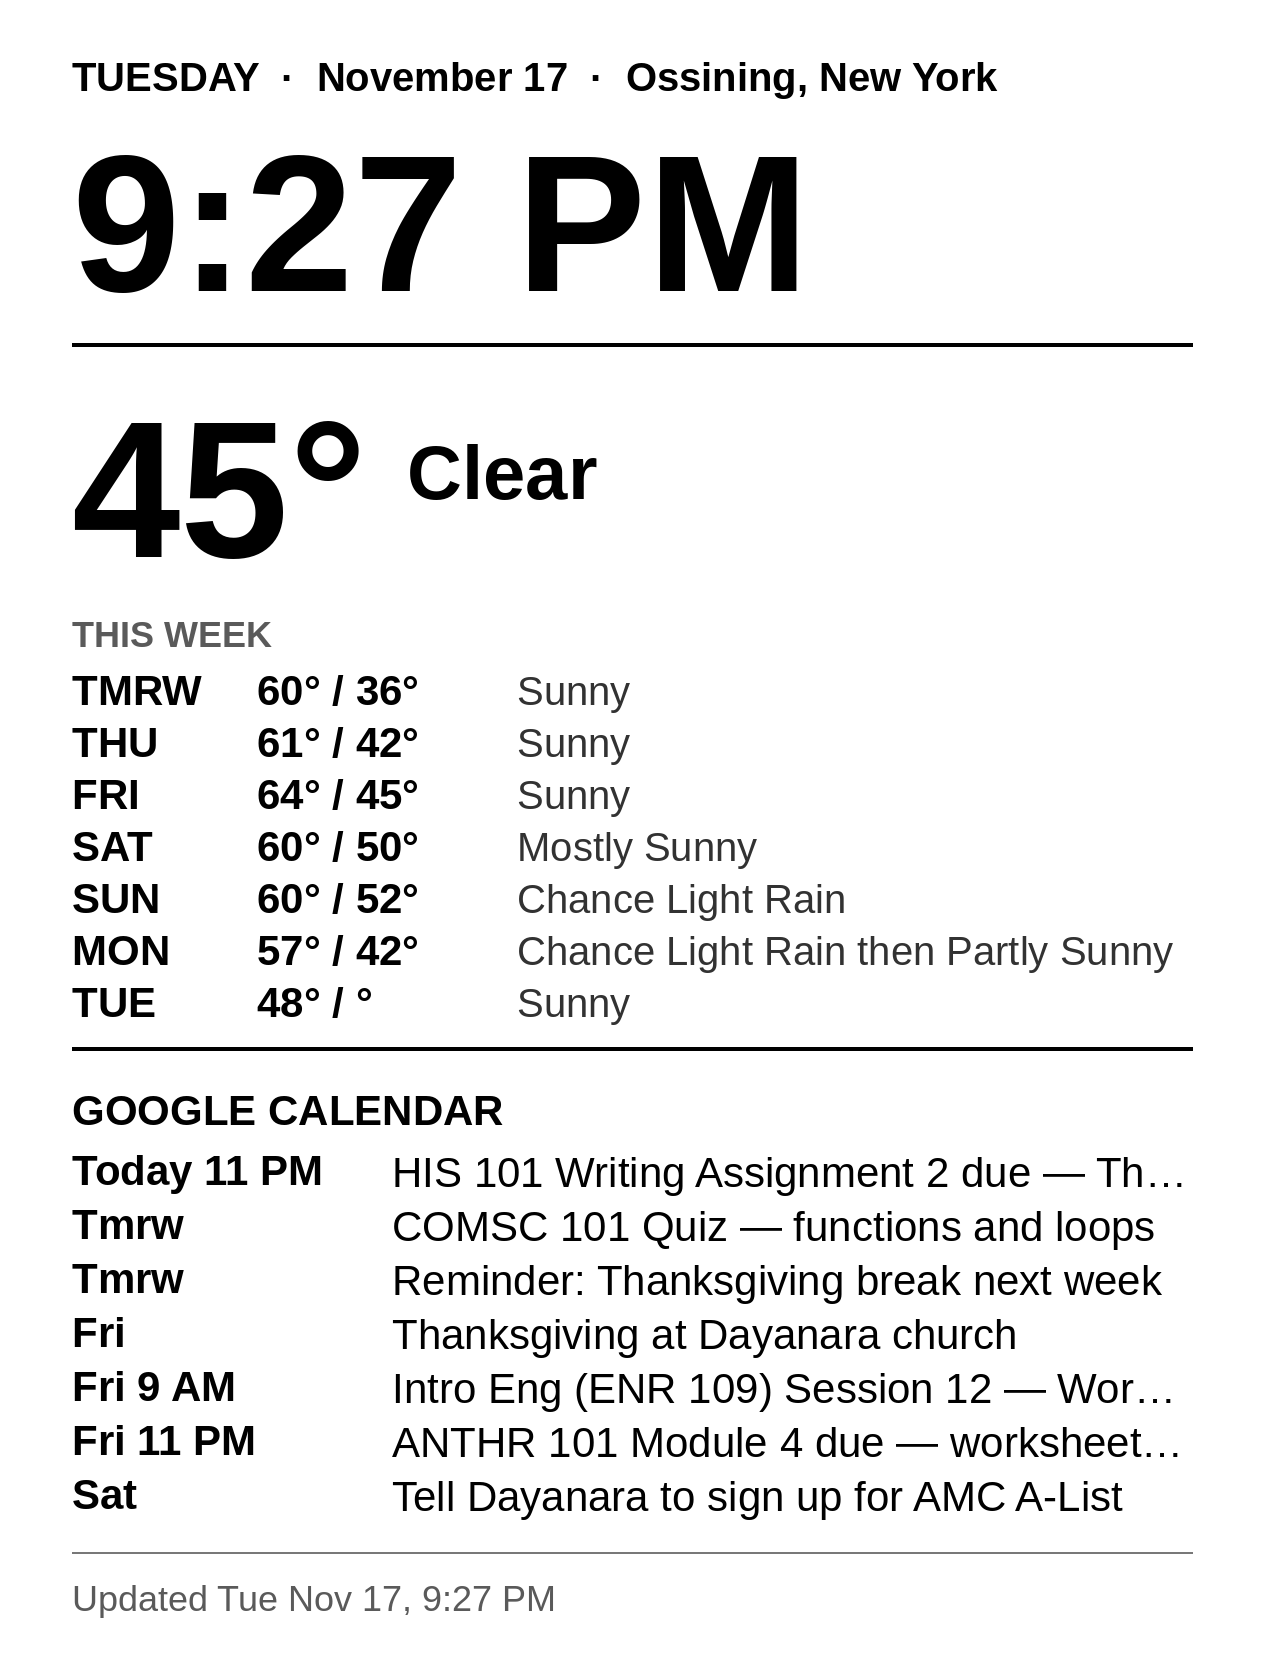 TUESDAY · November 17 · Ossining, New York
9:27 PM
45° Clear
THIS WEEK
TMRW 60° / 36° Sunny
THU 61° / 42° Sunny
FRI 64° / 45° Sunny
SAT 60° / 50° Mostly Sunny
SUN 60° / 52° Chance Light Rain
MON 57° / 42° Chance Light Rain then Partly Sunny
TUE 48° / ° Sunny
GOOGLE CALENDAR
Today 11 PM HIS 101 Writing Assignment 2 due — Th…
Tmrw COMSC 101 Quiz — functions and loops
Tmrw Reminder: Thanksgiving break next week
Fri Thanksgiving at Dayanara church
Fri 9 AM Intro Eng (ENR 109) Session 12 — Wor…
Fri 11 PM ANTHR 101 Module 4 due — worksheet…
Sat Tell Dayanara to sign up for AMC A-List
Updated Tue Nov 17, 9:27 PM